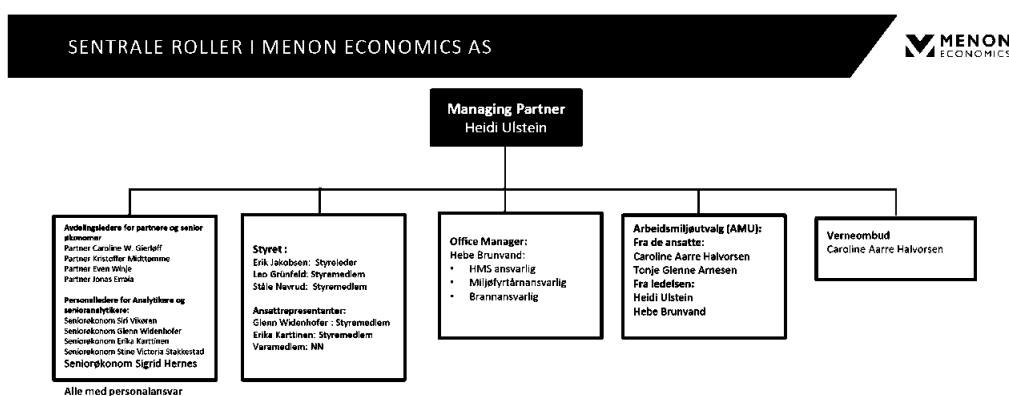 SENTRALE ROLLER I MENON ECONOMICS AS
MENON
ECONOMICS
Managing Partner
Heidi Ulstein
Avdelingsledere for partnere og senior
økonomer
Partner Caroline W. Gierløff
Partner Kristoffer Midttømme
Partner Even Winje
Partner Jonas Erraia
Personalledere for Analytikere og
senioranalytikere:
Seniorøkonom Siri Vikøren
Seniorøkonom Glenn Widenhofer
Seniorøkonom Erika Karttinen
Seniorøkonom Stine Victoria Stakkestad
Seniorøkonom Sigrid Hernes
Alle med personalansvar
Styret :
Erik Jakobsen: Styreleder
Leo Grünfeld: Styremedlem
Ståle Navrud: Styremedlem
Ansattrepresentanter:
Glenn Widenhofer : Styremedlem
Erika Karttinen: Styremedlem
Varamedlem: NN
Office Manager:
Hebe Brunvand:
• HMS ansvarlig
• Miljøfyrtårnansvarlig
• Brannansvarlig
Arbeidsmiljøutvalg (AMU):
Fra de ansatte:
Caroline Aarre Halvorsen
Tonje Glenne Arnesen
Fra ledelsen:
Heidi Ulstein
Hebe Brunvand
Verneombud
Caroline Aarre Halvorsen